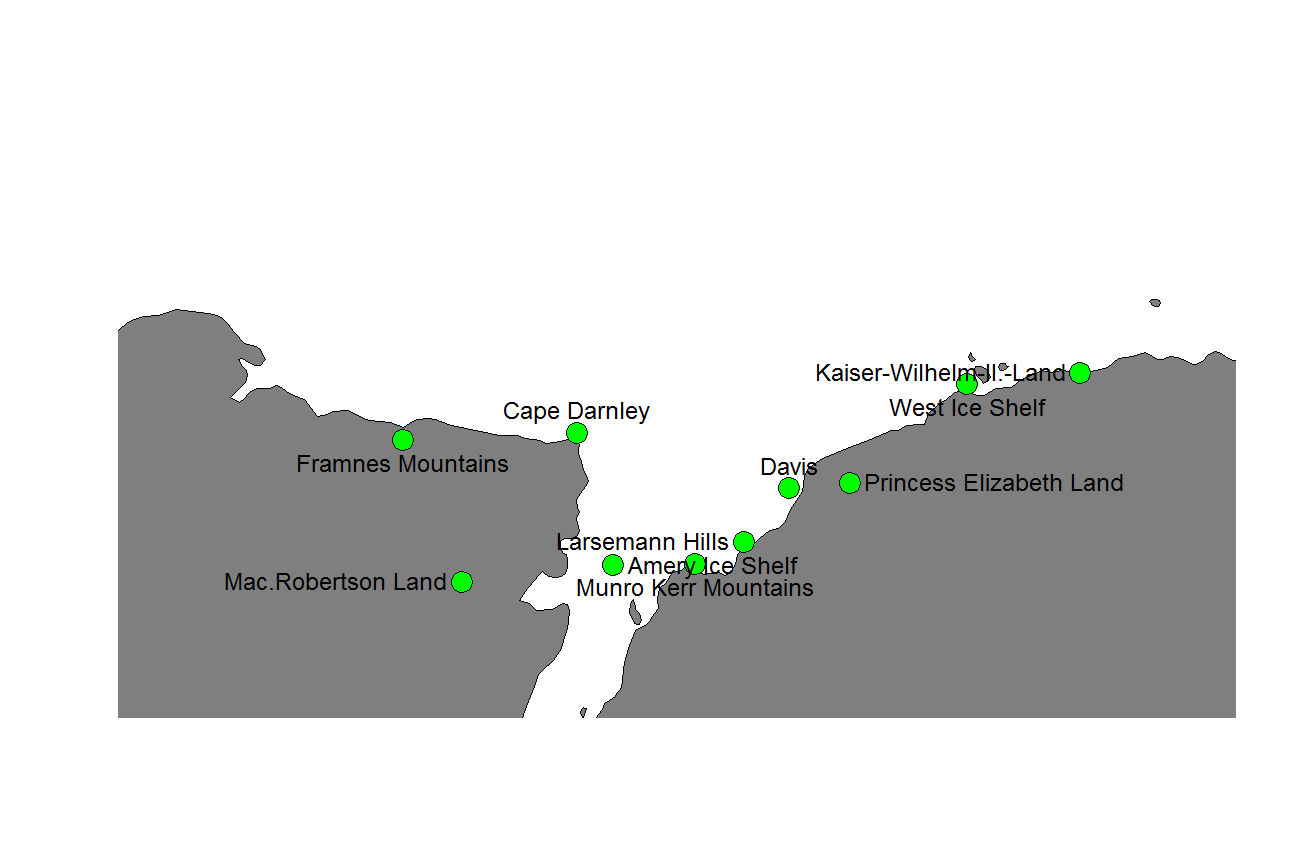 Kaiser-Wilhelm-II.-Land
West Ice Shelf
Cape Darnley
Framnes Mountains
Davis
Princess Elizabeth Land
Larsemann Hills
Amery Ice Shelf
Mac.Robertson Land
Munro Kerr Mountains